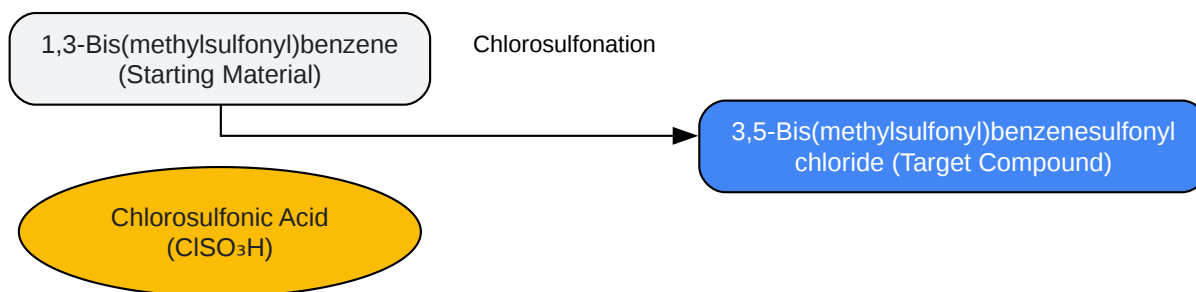 1,3-Bis(methylsulfonyl)benzene
(Starting Material)
Chlorosulfonation
3,5-Bis(methylsulfonyl)benzenesulfonyl
chloride (Target Compound)
Chlorosulfonic Acid
(ClSO₃H)